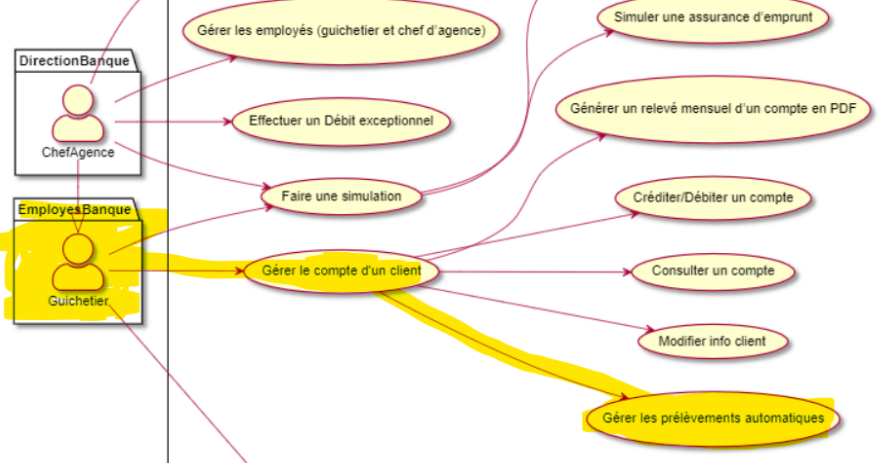 Simuler une assurance d'emprunt
Gérer les employés (guichetier et chef d'agence)
DirectionBanque
Générer un relevé mensuel d'un compte en PDF
Effectuer un Débit exceptionnel
ChefAgence
Faire une simulation
Créditer/Débiter un compte
EmployesBanque
Gérer le compte d'un client
Consulter un compte
Guichetier
Modifier info client
Gérer les prélèvements automatiques